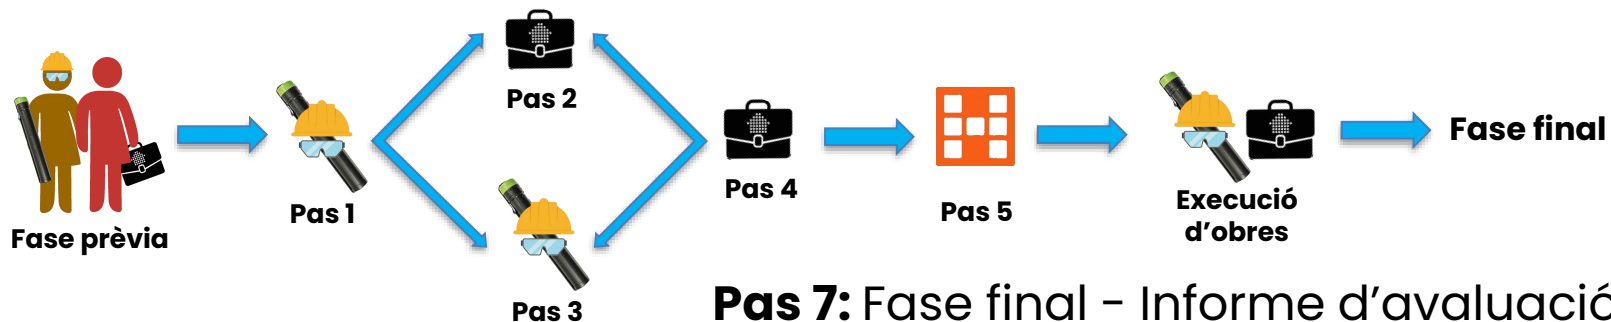 Fase prèvia
Pas 1
Pas 2
Pas 3
Pas 4
Pas 5
Execució
d’obres
Fase final
Pas 7: Fase final - Informe d’avaluació